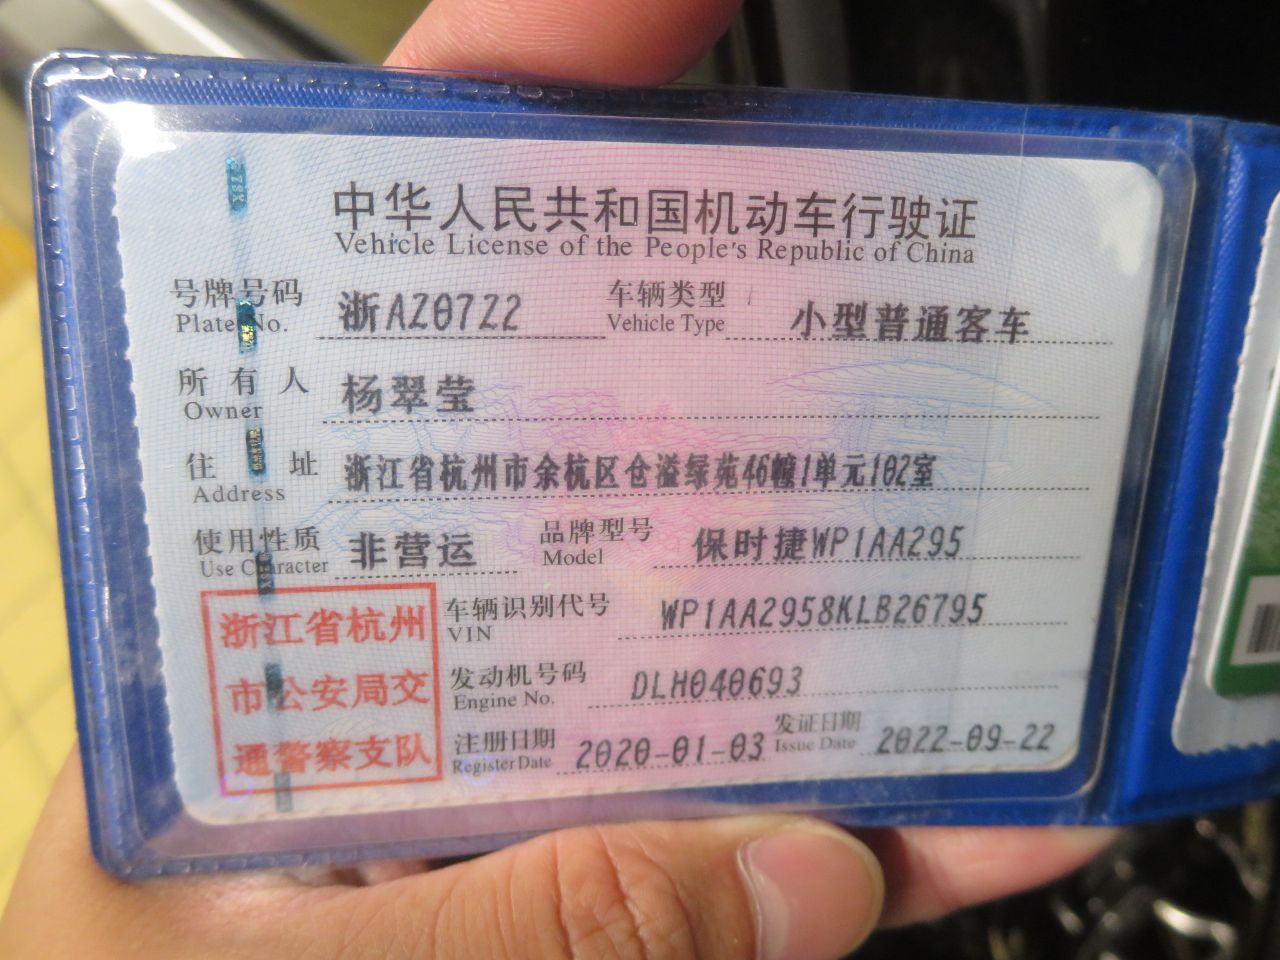 中华人民共和国机动车行驶证
Vehicle License of the People's Republic of China
号牌号码 浙AZ07Z2 车辆类型 小型普通客车
Plate No. Vehicle Type
所有人 杨翠莹
Owner
住址 浙江省杭州市余杭区仓溢绿苑46幢1单元102室
Address
使用性质 非营运 品牌型号 保时捷WP1AA295
Use Character Model
浙江省杭州
市公安局交
通警察支队
车辆识别代号 WP1AA2958KLB26795
VIN
发动机号码 DLH040693
Engine No.
注册日期 2020-01-03 发证日期 2022-09-22
Register Date Issue Date